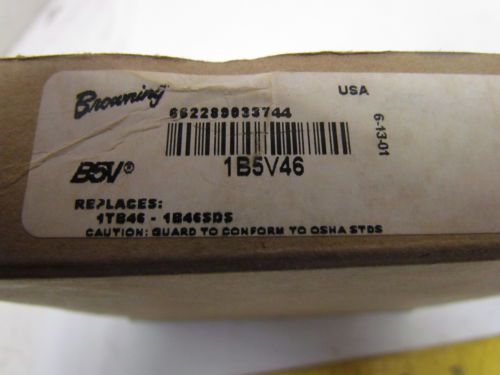 Browning
USA
662289033744
6-13-01
B5V®
1B5V46
REPLACES:
1TB46 - 1B46SDS
CAUTION: GUARD TO CONFORM TO OSHA STDS